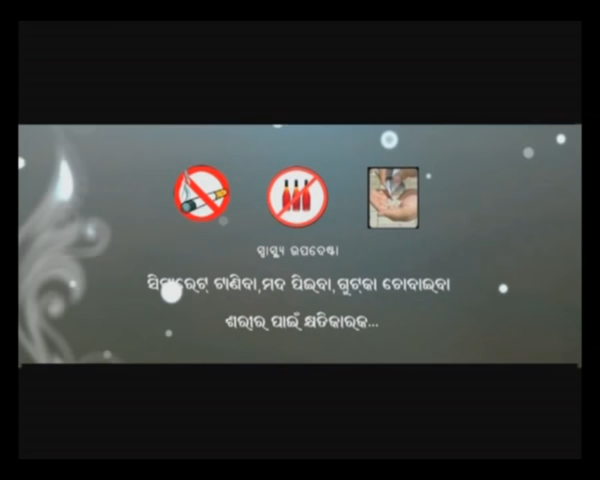 ସ୍ୱାସ୍ଥ୍ୟ ଉପଦେଷ୍ଟା
ସିଗାରେଟ୍ ଟାଣିବା,ମଦ ପିଇବା,ଗୁଟ୍‌କା ଚୋବାଇବା
ଶରୀର ପାଇଁ କ୍ଷତିକାରକ...